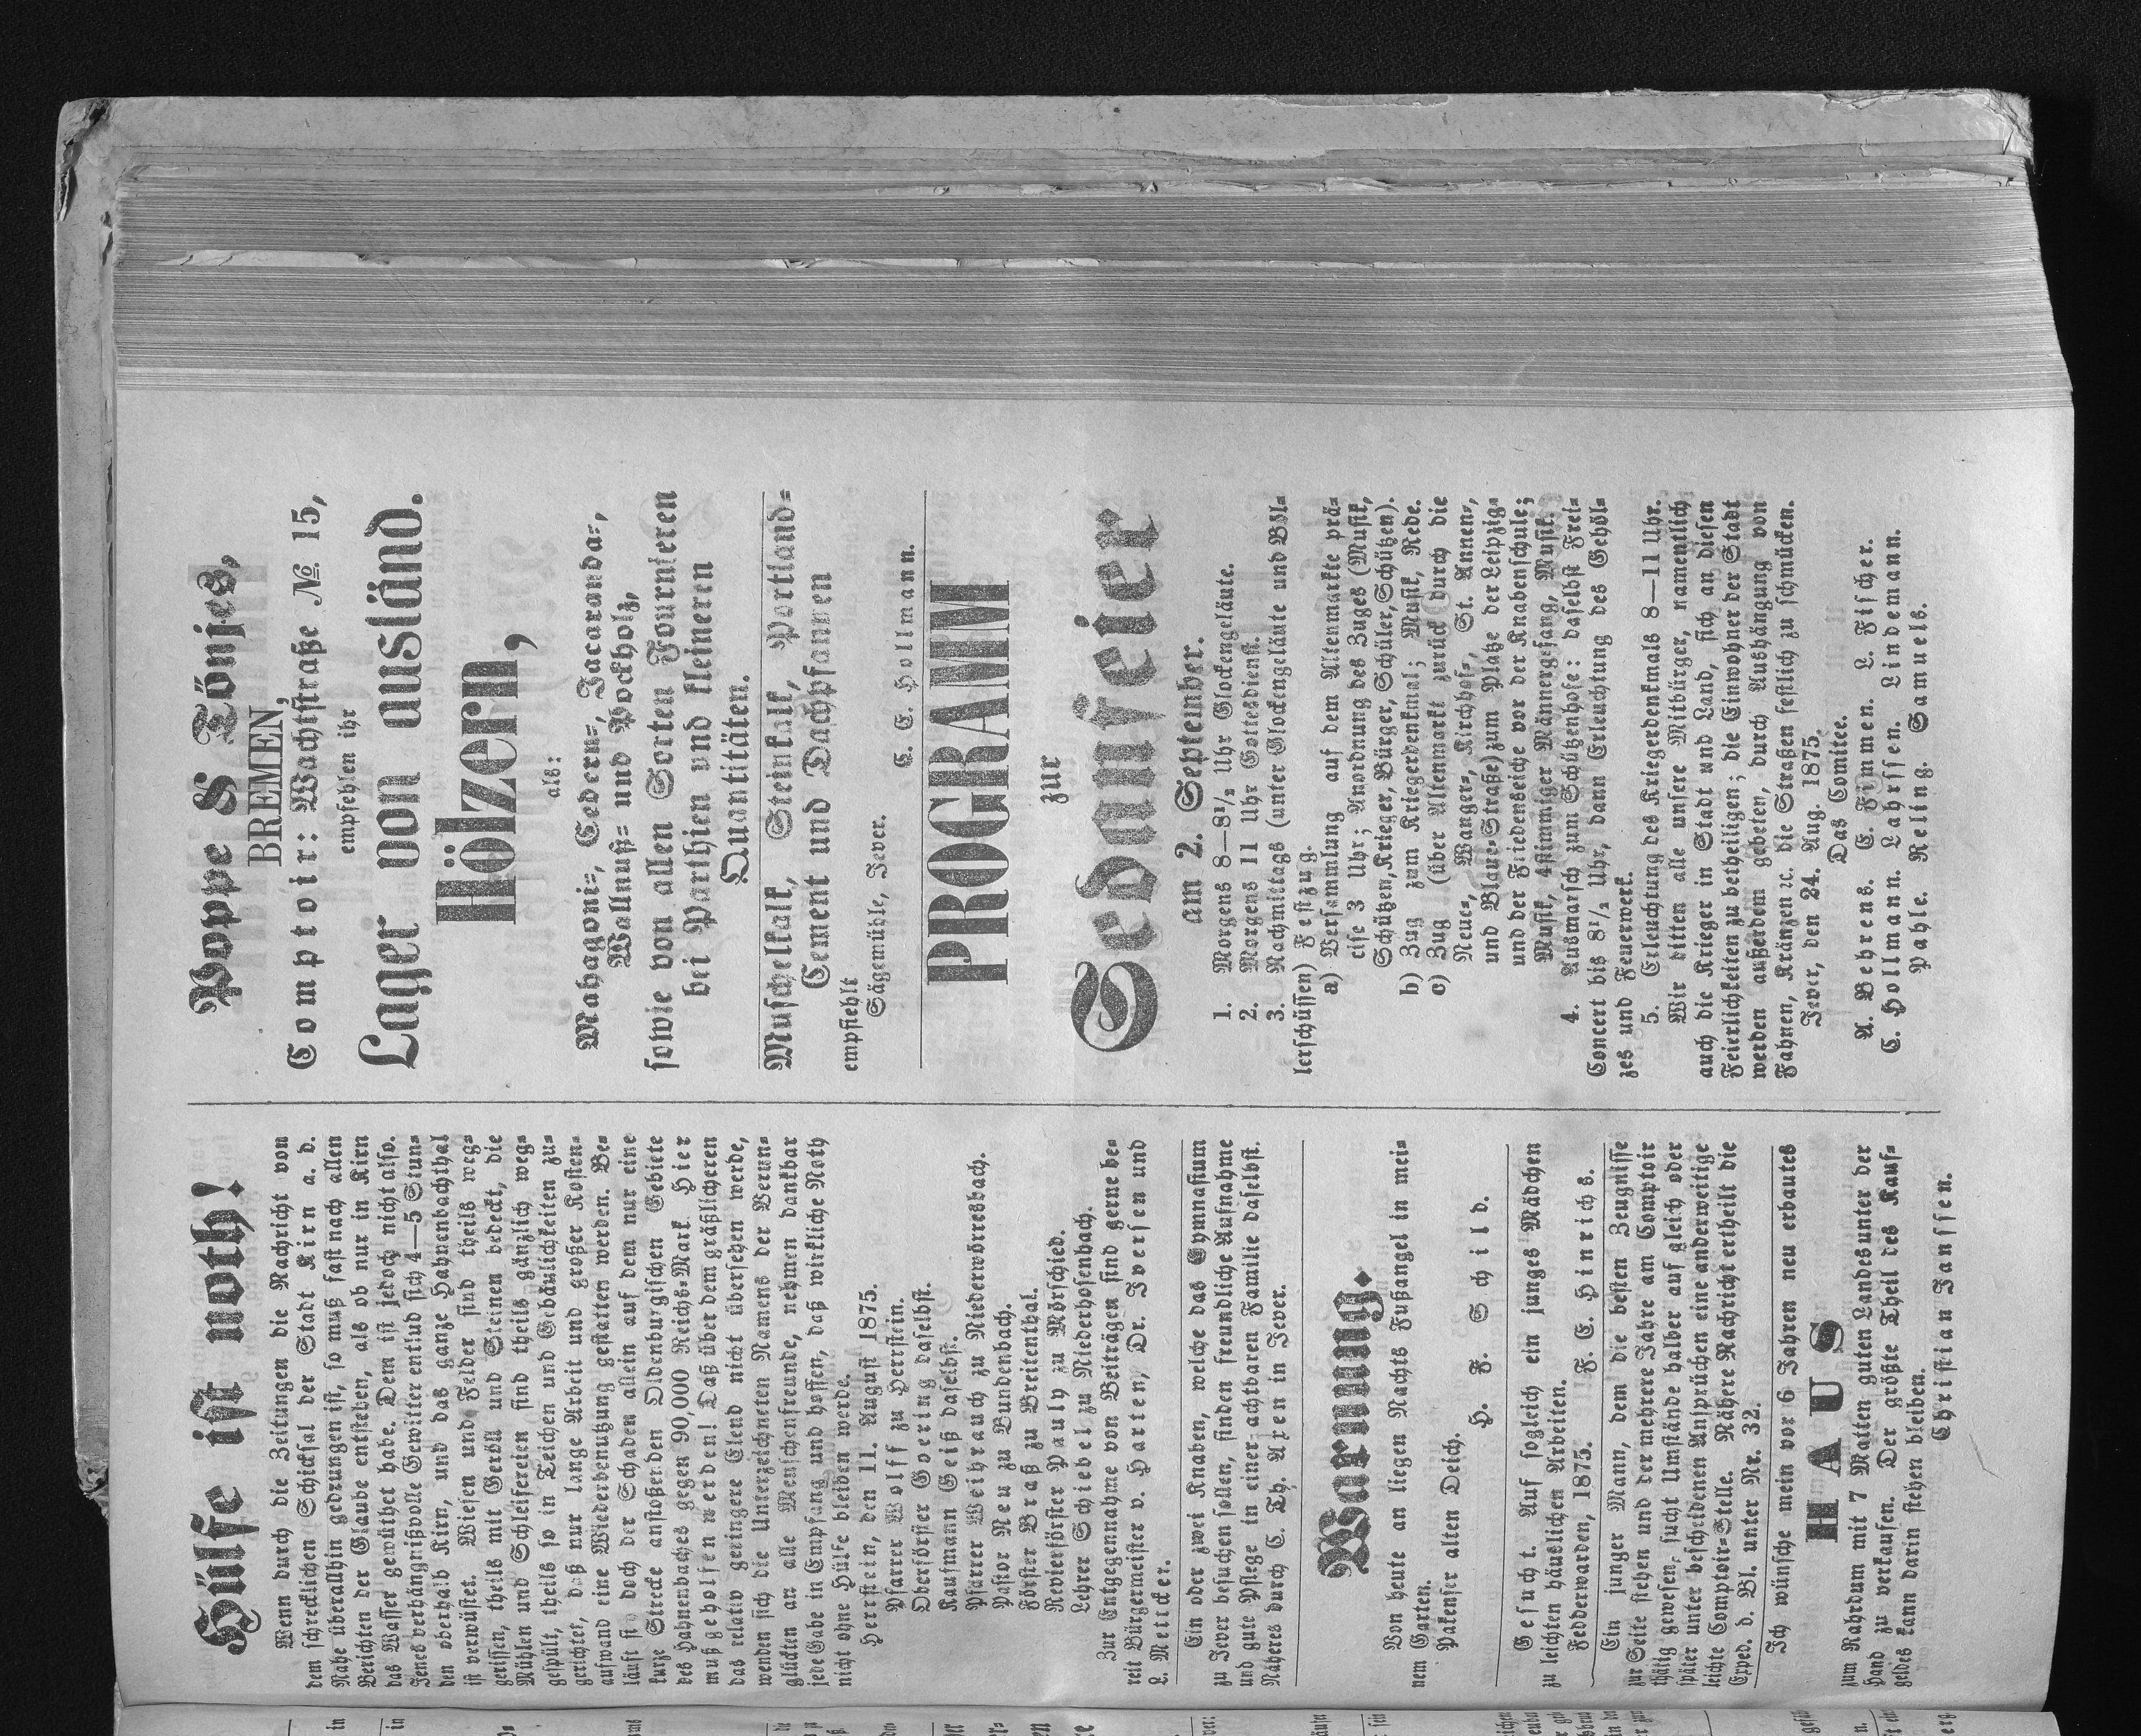 Hülfe ist noth!
Wenn durch die Zeitungen die Nachricht von
dem schrecklichen Schicksal der Stadt Kirn a. d.
Nahe überallhin gedrungen ist, so muß fast nach allen
Berichten der Glaube entstehen, als ob nur in Kirn
das Wasser gewüthet habe. Dem ist jedoch nicht also.
Jenes verhängnißvolle Gewitter entlud sich 4—5 Stun-
den oberhalb Kirn, und das ganze Hahnenbachthal
ist verwüstet. Wiesen und Felder sind theils weg-
gerissen, theils mit Geröll und Steinen bedeckt, die
Mühlen und Schleifereien sind theils gänzlich weg-
gespült, theils so in Teichen und Gebäulichkeiten zu-
gerichtet, daß nur lange Arbeit und großer Kosten-
aufwand eine Wiederbenutzung gestatten werden. Be-
läuft sich doch der Schaden allein auf dem nur eine
kurze Strecke anstoßenden Oldenburgischen Gebiete
des Hahnenbaches gegen 90,000 Reichs-Mark. Hier
muß geholfen werden! Daß über dem gräßlicheren
das relativ geringere Elend nicht übersehen werde,
wenden sich die Unterzeichneten Namens der Verun-
glückten an alle Menschenfreunde, nehmen dankbar
jede Gabe in Empfang und hoffen, daß wirkliche Noth
nicht ohne Hülfe bleiben werde.
Herrstein, den 11. August 1875.
Pfarrer Wolff zu Herrstein.
Oberförster Goering daselbst.
Kaufmann Geiß daselbst.
Pfarrer Weihrauch zu Niederwörresbach.
Pastor Neu zu Bundenbach.
Förster Braß zu Breitenthal.
Revierförster Pauly zu Mörschied.
Lehrer Schiebel zu Niederhosenbach.
Zur Entgegennahme von Beiträgen sind gerne be-
reit Bürgermeister v. Harten, Dr. Iversen und
L. Mettcker.
Ein oder zwei Knaben, welche das Gymnasium
zu Jever besuchen sollen, finden freundliche Aufnahme
und gute Pflege in einer achtbaren Familie daselbst.
Näheres durch C. Th. Axen in Jever.
Warnung.
Von heute an liegen Nachts Fußangel in mei-
nem Garten.
Pakenser alten Deich. H. F. Schild.
Gesucht. Auf sogleich ein junges Mädchen
zu leichten häuslichen Arbeiten.
Fedderwarden, 1875. F. E. Hinrichs.
Ein junger Mann, dem die besten Zeugnisse
zur Seite stehen und der mehrere Jahre am Comptoir
thätig gewesen, sucht Umstände halber auf gleich oder
später unter bescheidenen Ansprüchen eine anderweitige
leichte Comptoir-Stelle. Nähere Nachricht ertheilt die
Exped. d. Bl. unter Nr. 32.
Ich wünsche mein vor 6 Jahren neu erbautes
HAUS
zum Rahrdum mit 7 Matten guten Landes unter der
Hand zu verkaufen. Der größte Theil des Kauf-
geldes kann darin stehen bleiben.
Christian Janssen.
Poppe & Tönjes,
BREMEN,
Comptoir: Wachtstraße № 15,
empfehlen ihr
Lager von ausländ.
Hölzern,
als:
Mahagoni-, Cedern-, Jacaranda-,
Wallnuß- und Pockholz,
sowie von allen Sorten Fournieren
bei Parthien und kleineren
Quantitäten.
Muschelkalk, Steinkalk, Portland-
Cement und Dachpfannen
empfiehlt
Sägemühle, Jever. C. E. Hollmann.
PROGRAMM
zur
Sedanfeier
am 2. September.
1. Morgens 8—8½ Uhr Glockengeläute.
2. Morgens 11 Uhr Gottesdienst.
3. Nachmittags (unter Glockengeläute und Böl-
lerschüssen) Festzug.
a) Versammlung auf dem Altenmarkte prä-
cise 3 Uhr; Anordnung des Zuges (Musik,
Schützen, Krieger, Bürger, Schüler, Schützen).
b) Zug zum Kriegerdenkmal; Musik, Rede.
c) Zug (über Altenmarkt zurück durch die
Neue-, Wanger-, Kirchhof-, St. Annen-,
und Blaue-Straße) zum Platze der Leipzig-
und der Friedenseiche vor der Knabenschule;
Musik, 4stimmiger Männergesang, Musik.
4. Ausmarsch zum Schützenhofe: daselbst Frei-
Concert bis 8½ Uhr, dann Erleuchtung des Gehöl-
zes und Feuerwerk.
5. Erleuchtung des Kriegerdenkmals 8—11 Uhr.
Wir bitten alle unsere Mitbürger, namentlich
auch die Krieger in Stadt und Land, sich an diesen
Feierlichkeiten zu betheiligen; die Einwohner der Stadt
werden außerdem gebeten, durch Aushängung von
Fahnen, Kränzen ꝛc. die Straßen festlich zu schmücken.
Jever, den 24. Aug. 1875.
Das Comitee.
A. Behrens. E. Fimmen. L. Fischer.
C. Hollmann. Lahrssen. Lindemann.
Pahle. Reling. Samuels.